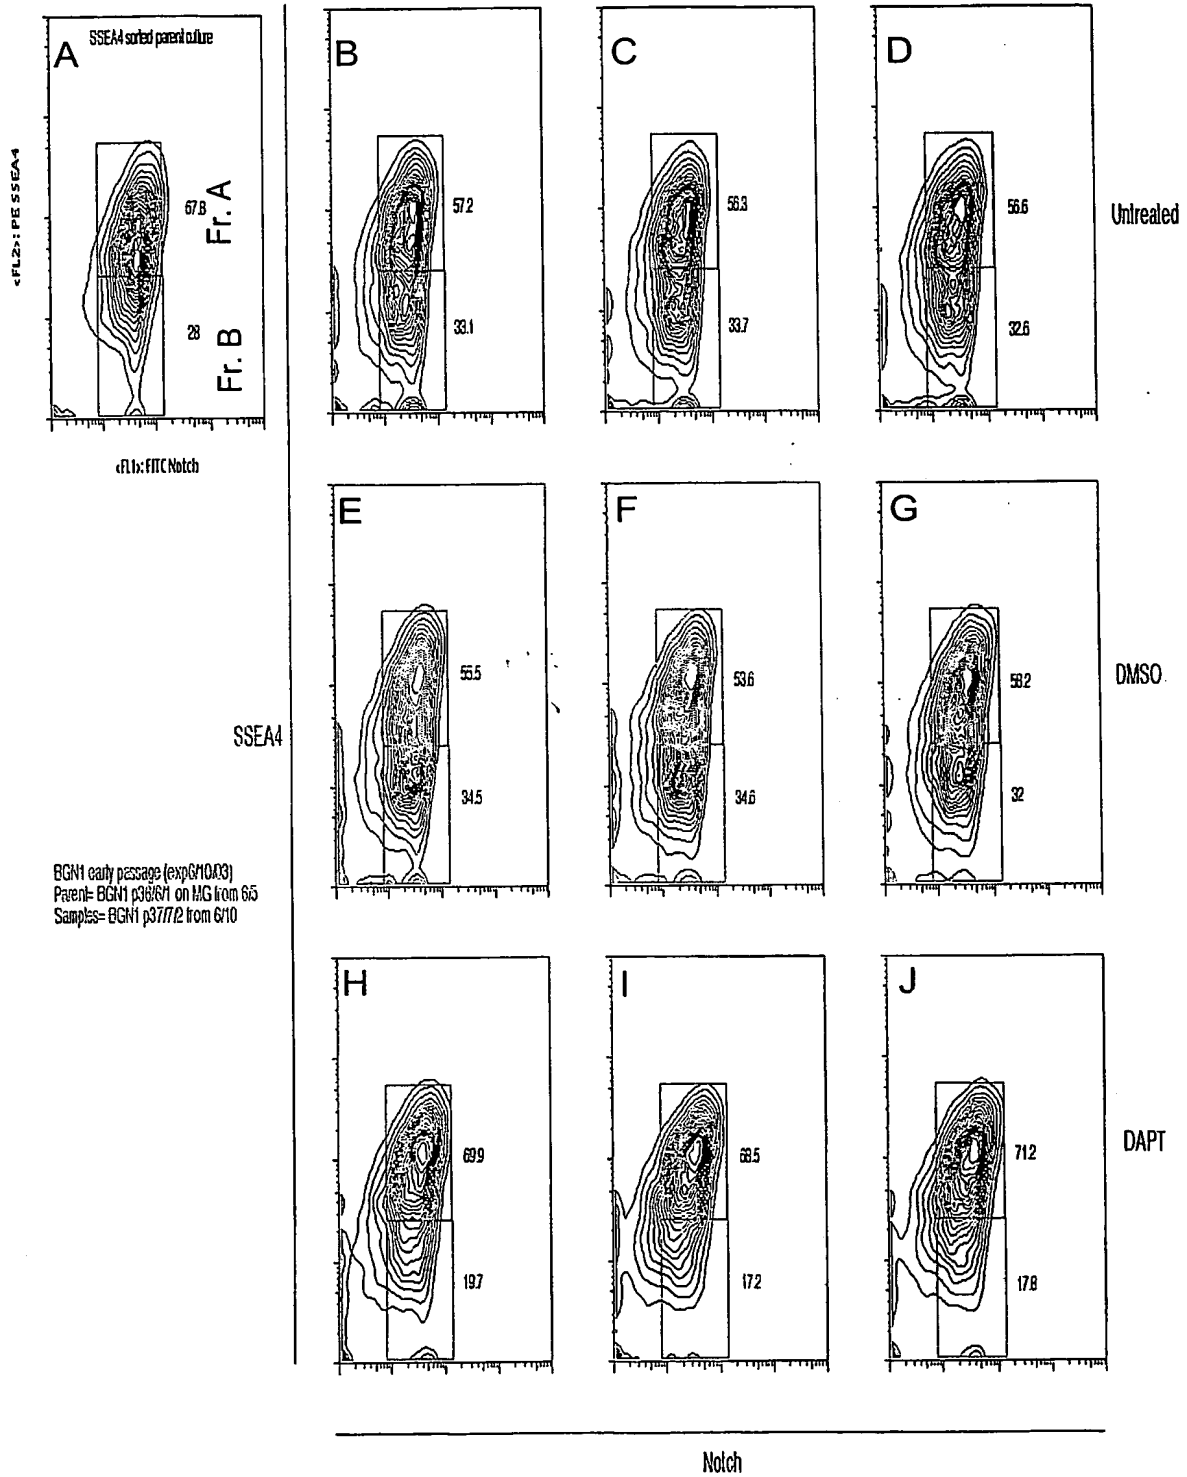 A
SSEA4 sorted parent culture
<FL2>: PE SSEA4
67.8
Fr. A
28
Fr. B
<FL1>: FITC Notch
B
57.2
33.1
C
56.3
33.7
D
56.6
32.6
Untreated
E
55.5
34.5
F
53.6
34.6
G
58.2
32
DMSO
SSEA4
BGN1 early passage (exp6/10/03)
Parent= BGN1 p36/6/1 on MG from 6/5
Samples= BGN1 p37/7/2 from 6/10
H
69.9
19.7
I
68.5
17.2
J
71.2
17.8
DAPT
Notch